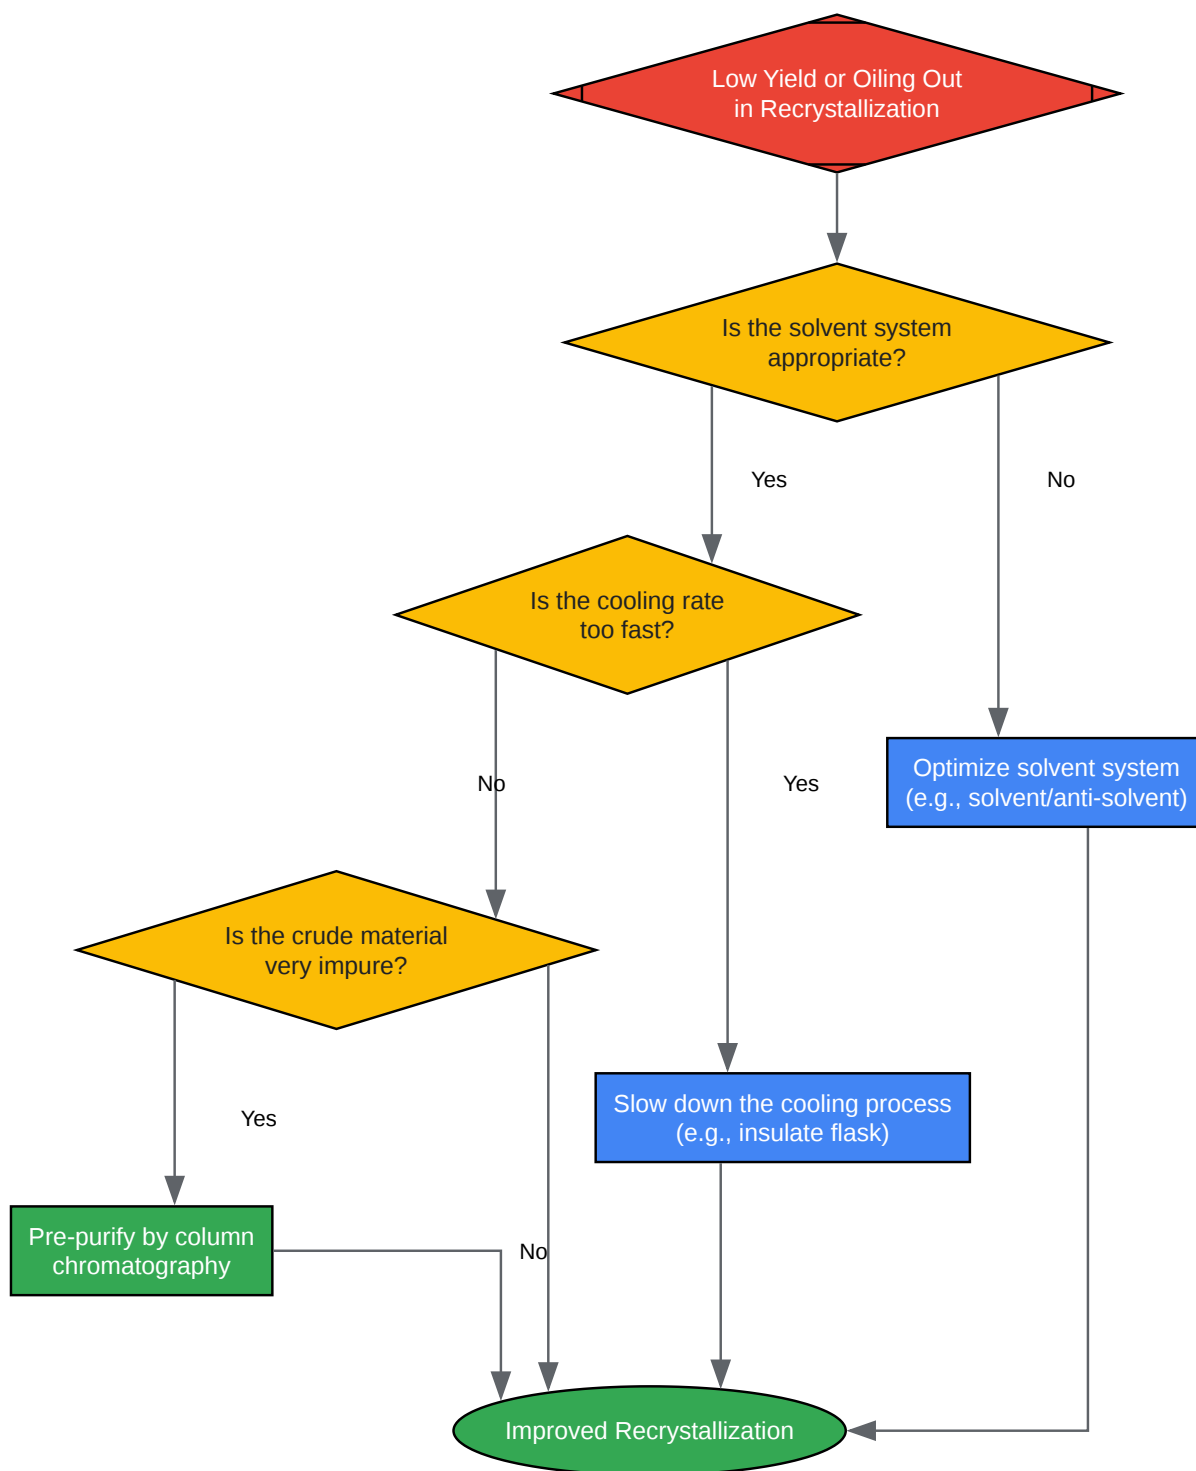 Low Yield or Oiling Out
in Recrystallization
Is the solvent system
appropriate?
Yes
No
Is the cooling rate
too fast?
No
Yes
Optimize solvent system
(e.g., solvent/anti-solvent)
Is the crude material
very impure?
Yes
Slow down the cooling process
(e.g., insulate flask)
Pre-purify by column
chromatography
No
Improved Recrystallization